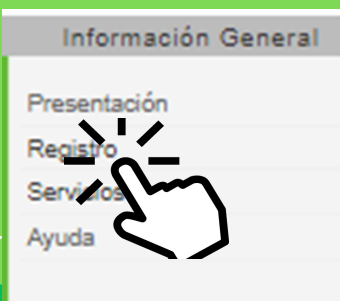 Información General
Presentación
Registro
Servicios
Ayuda